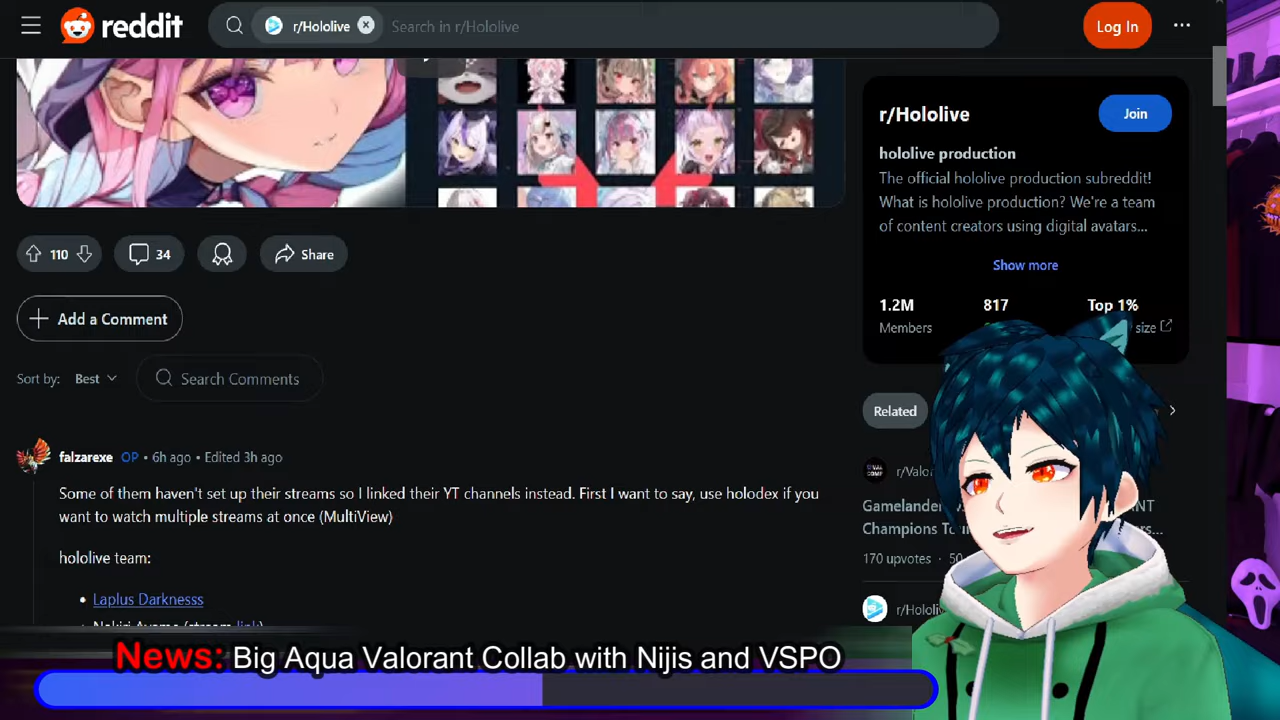 reddit
r/Hololive
Search in r/Hololive
Log In
r/Hololive
Join
hololive production
The official hololive production subreddit!
What is hololive production? We're a team
of content creators using digital avatars...
Show more
1.2M
817
Top 1%
Members
size
110
34
Share
Add a Comment
Sort by:
Best
Search Comments
Related
falzarexe OP • 6h ago • Edited 3h ago
Some of them haven't set up their streams so I linked their YT channels instead. First I want to say, use holodex if you
want to watch multiple streams at once (MultiView)
hololive team:
• Laplus Darknesss
Gamelander
Champions
170 upvotes
News: Big Aqua Valorant Collab with Nijis and VSPO